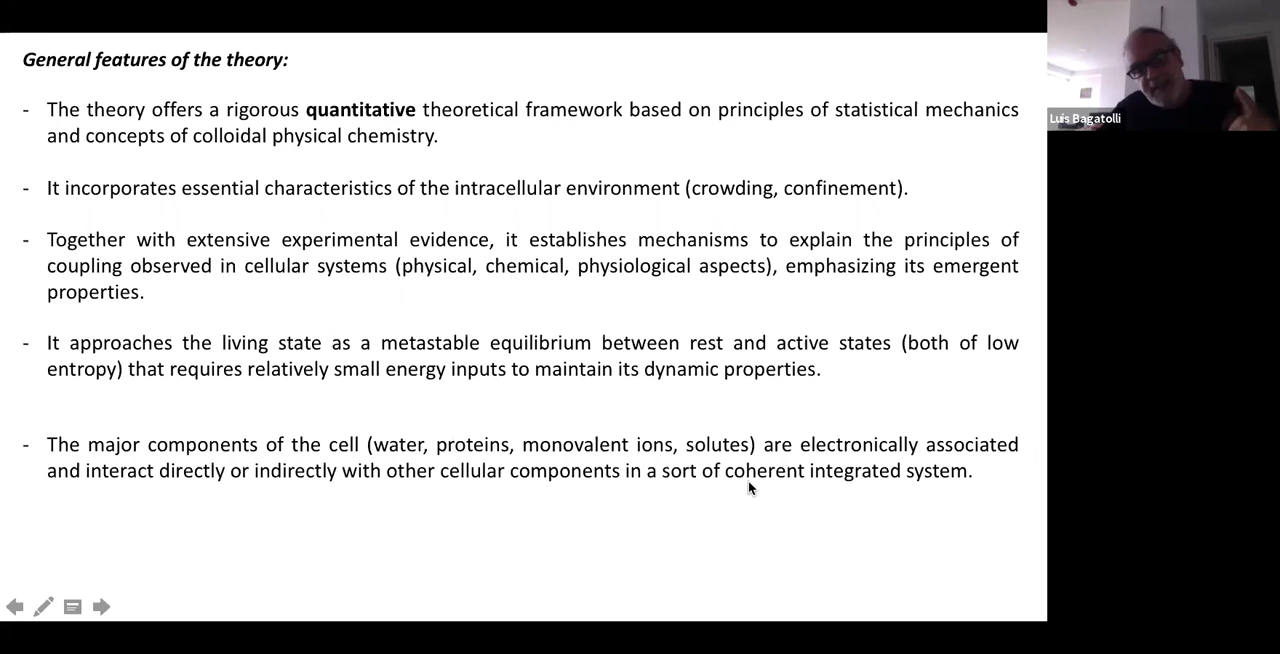 General features of the theory:
- The theory offers a rigorous quantitative theoretical framework based on principles of statistical mechanics
and concepts of colloidal physical chemistry.
- It incorporates essential characteristics of the intracellular environment (crowding, confinement).
- Together with extensive experimental evidence, it establishes mechanisms to explain the principles of
coupling observed in cellular systems (physical, chemical, physiological aspects), emphasizing its emergent
properties.
- It approaches the living state as a metastable equilibrium between rest and active states (both of low
entropy) that requires relatively small energy inputs to maintain its dynamic properties.
- The major components of the cell (water, proteins, monovalent ions, solutes) are electronically associated
and interact directly or indirectly with other cellular components in a sort of coherent integrated system.
Luis Bagatolli